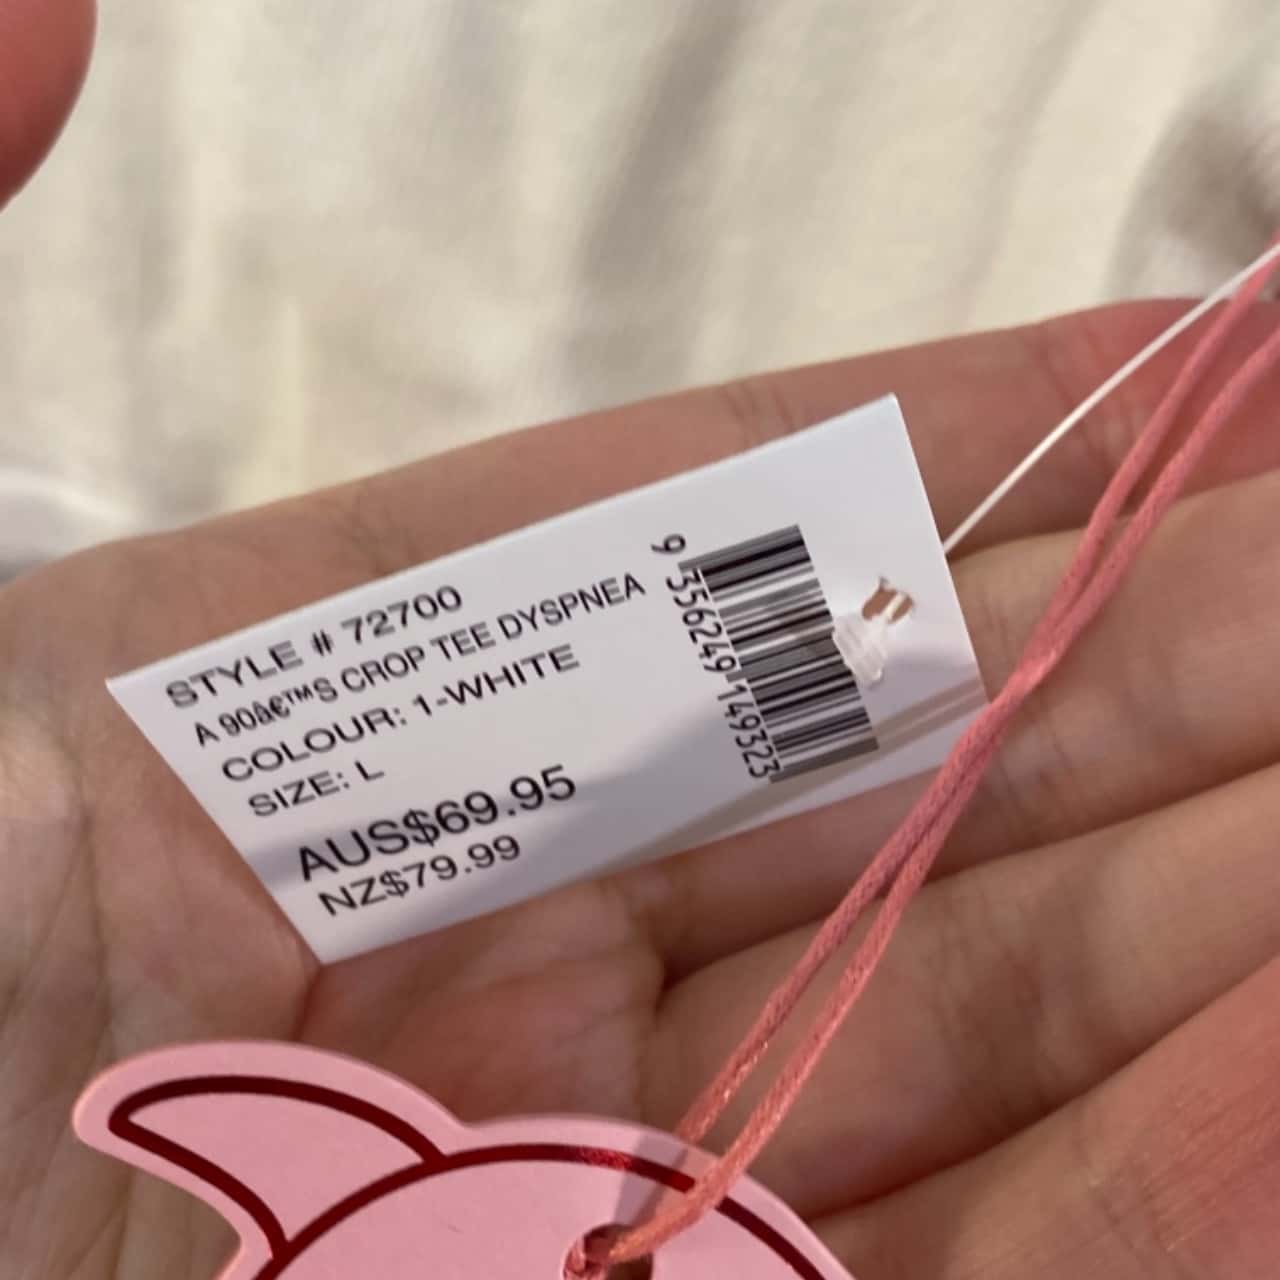 STYLE # 72700
A 90â€™S CROP TEE DYSPNEA
COLOUR: 1-WHITE
SIZE: L
AUS$69.95
NZ$79.99
9 356249 149323